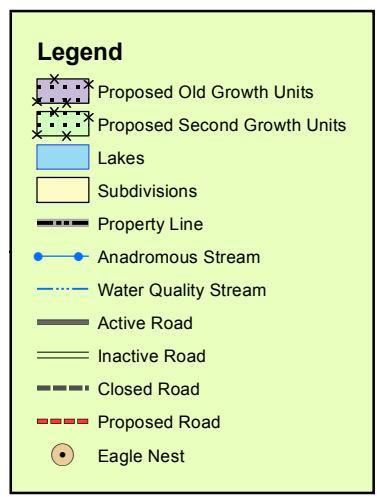 Legend
Proposed Old Growth Units
Proposed Second Growth Units
Lakes
Subdivisions
Property Line
Anadromous Stream
Water Quality Stream
Active Road
Inactive Road
Closed Road
Proposed Road
Eagle Nest